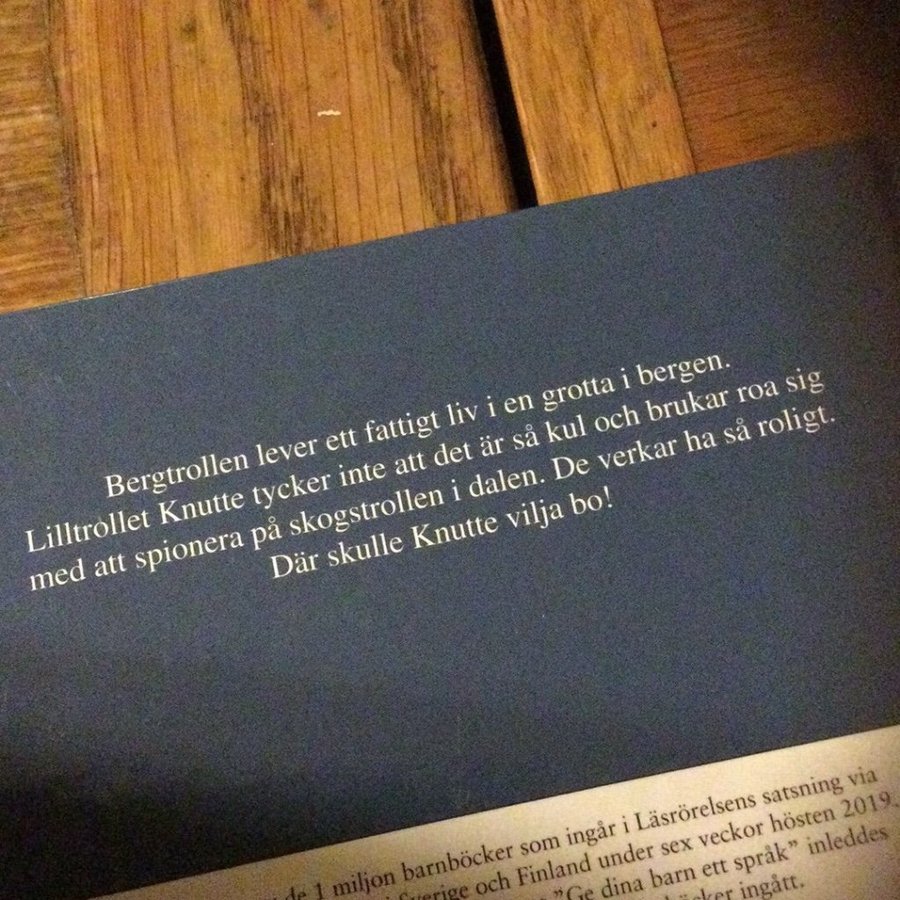 Bergtrollen lever ett fattigt liv i en grotta i bergen.
Lilltrollet Knutte tycker inte att det är så kul och brukar roa sig
med att spionera på skogstrollen i dalen. De verkar ha så roligt.
Där skulle Knutte vilja bo!
de 1 miljon barnböcker som ingår i Läsrörelsens satsning via
i Sverige och Finland under sex veckor hösten 2019.
"Ge dina barn ett språk" inleddes
ingått.